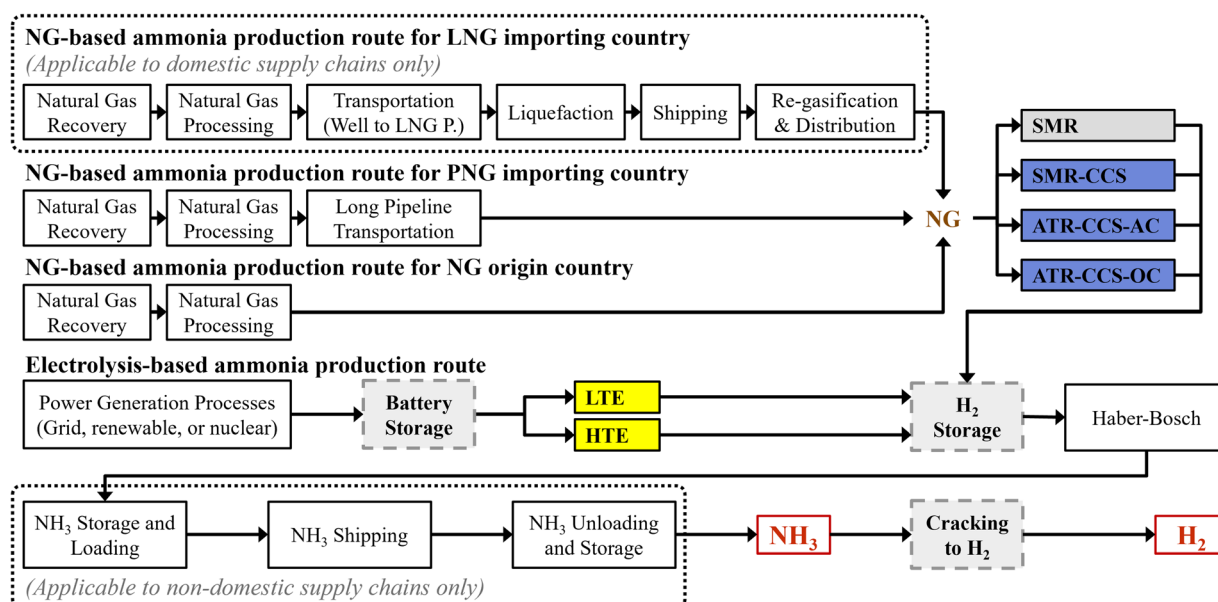 NG-based ammonia production route for LNG importing country
(Applicable to domestic supply chains only)
Natural Gas
Recovery
Natural Gas
Processing
Transportation
(Well to LNG P.)
Liquefaction
Shipping
Re-gasification
& Distribution
NG-based ammonia production route for PNG importing country
Natural Gas
Recovery
Natural Gas
Processing
Long Pipeline
Transportation
NG-based ammonia production route for NG origin country
Natural Gas
Recovery
Natural Gas
Processing
NG
SMR
SMR-CCS
ATR-CCS-AC
ATR-CCS-OC
Electrolysis-based ammonia production route
Power Generation Processes
(Grid, renewable, or nuclear)
Battery
Storage
LTE
HTE
H₂
Storage
Haber-Bosch
NH₃ Storage and
Loading
NH₃ Shipping
NH₃ Unloading
and Storage
(Applicable to non-domestic supply chains only)
NH₃
Cracking
to H₂
H₂